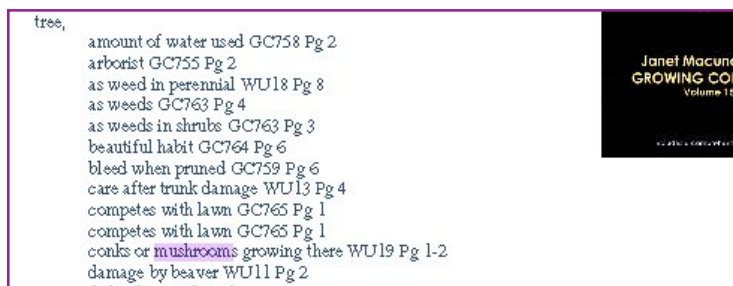 tree,
amount of water used GC758 Pg 2
arborist GC755 Pg 2
as weed in perennial WU18 Pg 8
as weeds GC763 Pg 4
as weeds in shrubs GC763 Pg 3
beautiful habit GC764 Pg 6
bleed when pruned GC759 Pg 6
care after trunk damage WU13 Pg 4
competes with lawn GC765 Pg 1
competes with lawn GC765 Pg 1
conks or mushrooms growing there WU19 Pg 1-2
damage by beaver WU11 Pg 2
Janet Macun
GROWING CO
Volume 15